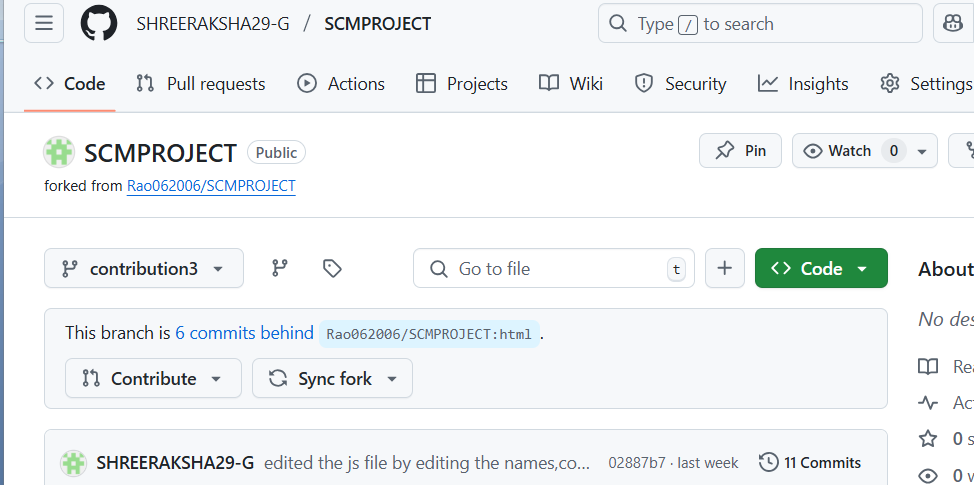 SHREERAKSHA29-G / SCMPROJECT Type / to search
Code Pull requests Actions Projects Wiki Security Insights Settings
SCMPROJECT Public Pin Watch 0
forked from Rao062006/SCMPROJECT
contribution3 Go to file t Code About
This branch is 6 commits behind Rao062006/SCMPROJECT:html . No des
Contribute Sync fork Rea
Ac
SHREERAKSHA29-G edited the js file by editing the names,co... 02887b7 · last week 11 Commits 0 s
0 w